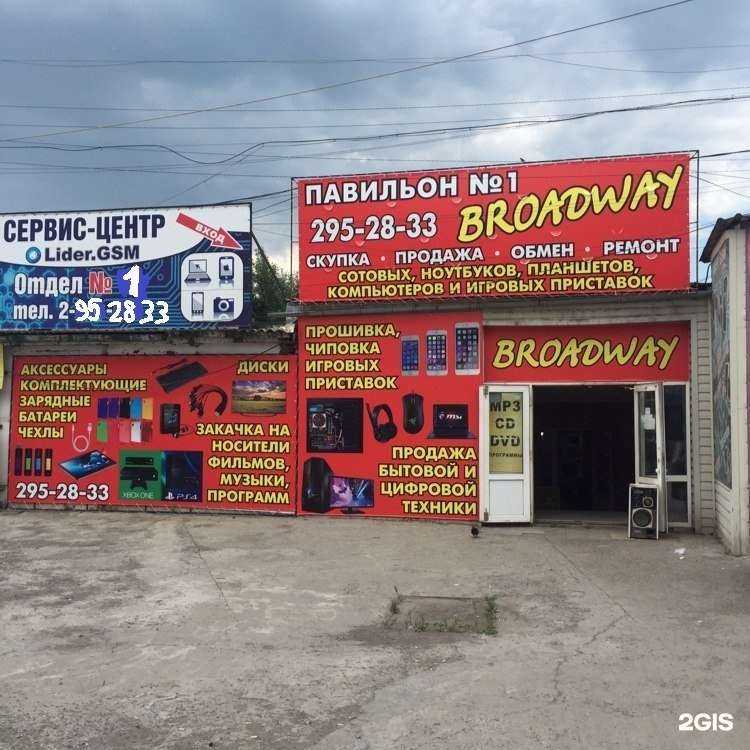 СЕРВИС-ЦЕНТР
Lider.GSM
ВХОД
Отдел № 1
тел. 2-95 28 33
ПАВИЛЬОН №1
295-28-33 BROADWAY
СКУПКА • ПРОДАЖА • ОБМЕН • РЕМОНТ
СОТОВЫХ, НОУТБУКОВ, ПЛАНШЕТОВ,
КОМПЬЮТЕРОВ И ИГРОВЫХ ПРИСТАВОК
АКСЕССУАРЫ
КОМПЛЕКТУЮЩИЕ
ЗАРЯДНЫЕ
БАТАРЕИ
ЧЕХЛЫ
ДИСКИ
ЗАКАЧКА НА
НОСИТЕЛИ
ФИЛЬМОВ,
МУЗЫКИ,
ПРОГРАММ
295-28-33
XBOX ONE
PS4
ПРОШИВКА,
ЧИПОВКА
ИГРОВЫХ
ПРИСТАВОК
msi
ПРОДАЖА
БЫТОВОЙ И
ЦИФРОВОЙ
ТЕХНИКИ
BROADWAY
MP3
CD
DVD
ПРОГРАММЫ
2GIS